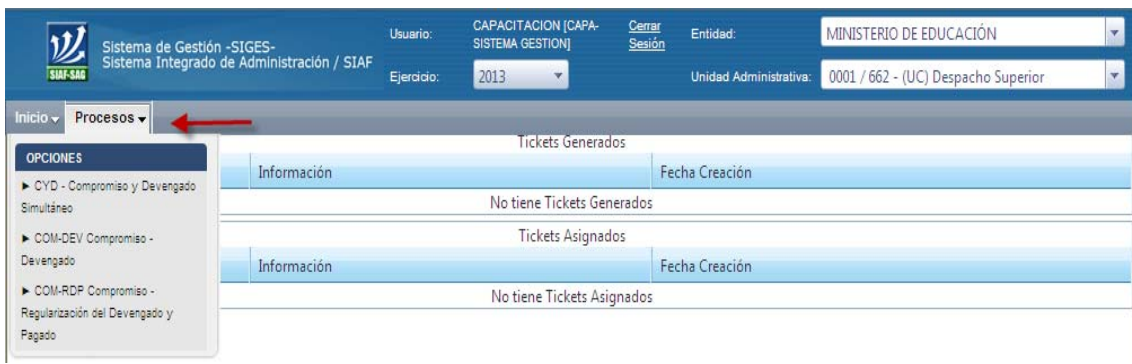 SIAF-SAG
Sistema de Gestión -SIGES-
Sistema Integrado de Administración / SIAF
Usuario:
CAPACITACION [CAPA-
SISTEMA GESTION]
Cerrar
Sesión
Entidad:
MINISTERIO DE EDUCACIÓN
Ejercicio:
2013
Unidad Administrativa:
0001 / 662 - (UC) Despacho Superior
Inicio
Procesos
OPCIONES
CYD - Compromiso y Devengado
Simultáneo
COM-DEV Compromiso -
Devengado
COM-RDP Compromiso -
Regularización del Devengado y
Pagado
Tickets Generados
Información Fecha Creación
No tiene Tickets Generados
Tickets Asignados
Información Fecha Creación
No tiene Tickets Asignados